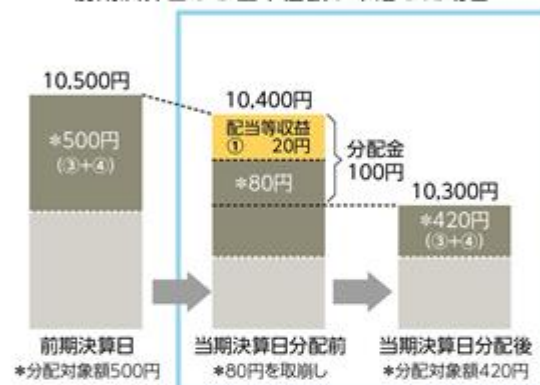 10,500円
*500円
(③+④)
前期決算日
*分配対象額500円
10,400円
配当等収益
① 20円
*80円
分配金
100円
当期決算日分配前
*80円を取崩し
10,300円
*420円
(③+④)
当期決算日分配後
*分配対象額420円